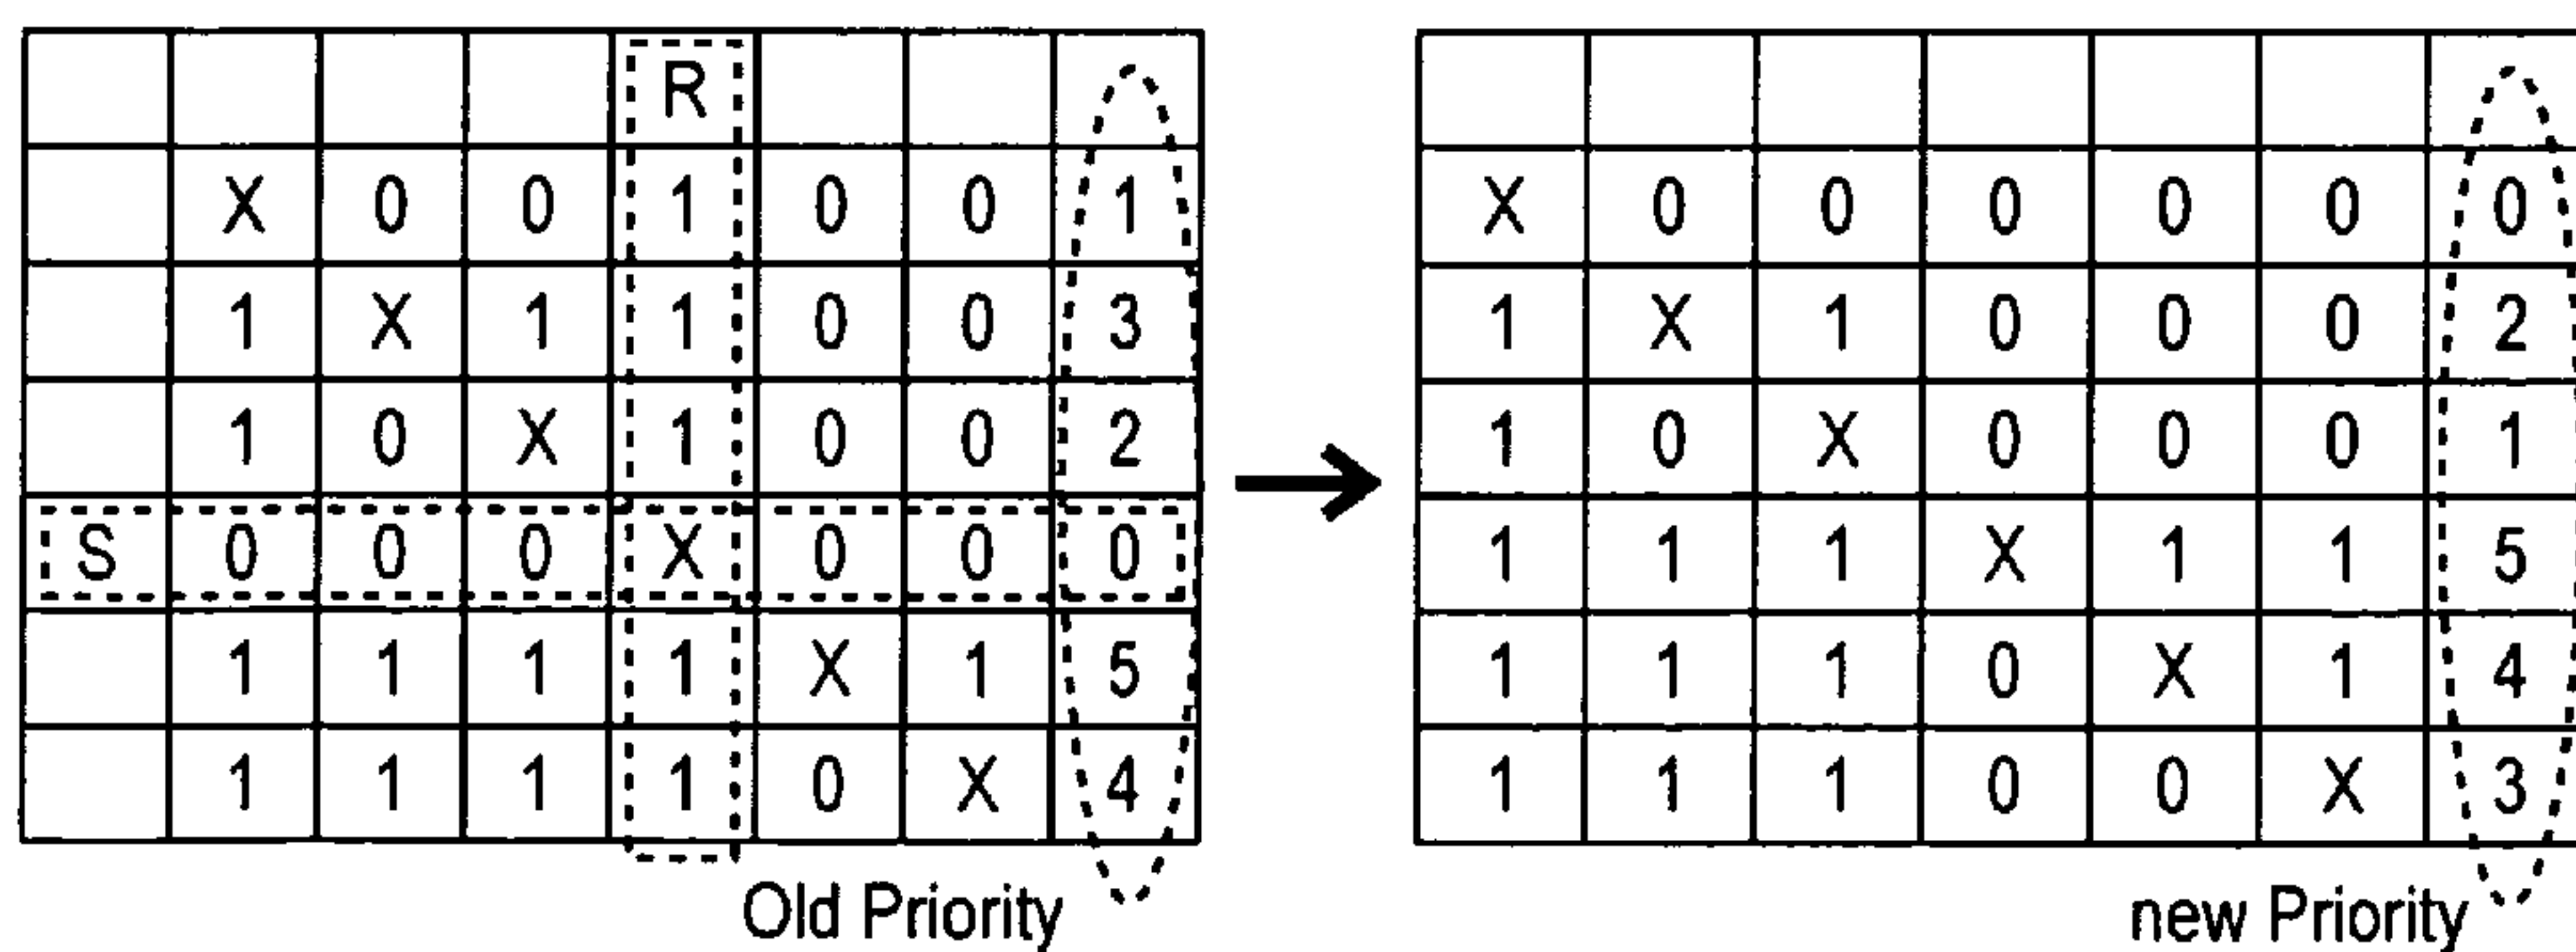 R
X 0 0 1 0 0 1 X 0 0 0 0 0 0
1 X 1 1 0 0 3 1 X 1 0 0 0 2
1 0 X 1 0 0 2 1 0 X 0 0 0 1
S 0 0 0 X 0 0 0 1 1 1 X 1 1 5
1 1 1 1 X 1 5 1 1 1 0 X 1 4
1 1 1 1 0 X 4 1 1 1 0 0 X 3
Old Priority new Priority